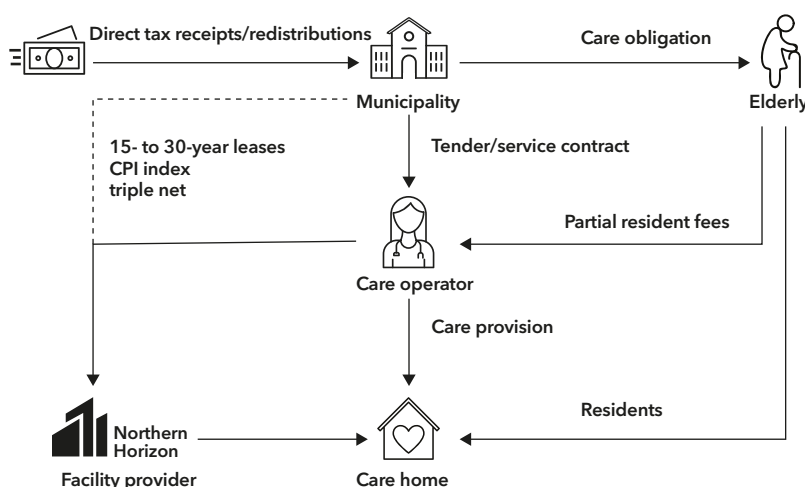 Direct tax receipts/redistributions
Care obligation
Municipality
Elderly
15- to 30-year leases
CPI index
triple net
Tender/service contract
Partial resident fees
Care operator
Care provision
Northern
Horizon
Residents
Facility provider
Care home